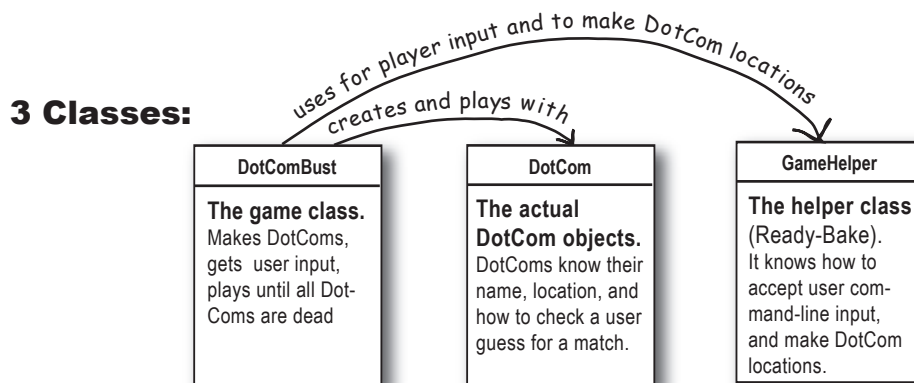 uses for player input and to make DotCom locations
creates and plays with
3 Classes:
DotComBust
The game class.
Makes DotComs,
gets user input,
plays until all Dot-
Coms are dead
DotCom
The actual
DotCom objects.
DotComs know their
name, location, and
how to check a user
guess for a match.
GameHelper
The helper class
(Ready-Bake).
It knows how to
accept user com-
mand-line input,
and make DotCom
locations.